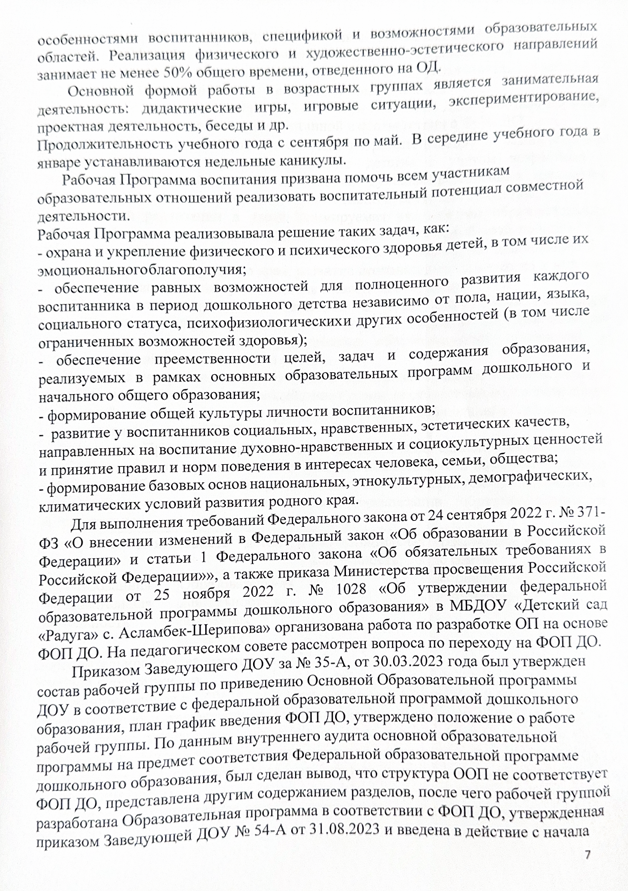 особенностями воспитанников, спецификой и возможностями образовательных
областей. Реализация физического и художественно-эстетического направлений
занимает не менее 50% общего времени, отведенного на ОД.
Основной формой работы в возрастных группах является занимательная
деятельность: дидактические игры, игровые ситуации, экспериментирование,
проектная деятельность, беседы и др.
Продолжительность учебного года с сентября по май. В середине учебного года в
январе устанавливаются недельные каникулы.
Рабочая Программа воспитания призвана помочь всем участникам
образовательных отношений реализовать воспитательный потенциал совместной
деятельности.
Рабочая Программа реализовывала решение таких задач, как:
- охрана и укрепление физического и психического здоровья детей, в том числе их
эмоциональногоблагополучия;
- обеспечение равных возможностей для полноценного развития каждого
воспитанника в период дошкольного детства независимо от пола, нации, языка,
социального статуса, психофизиологическихи других особенностей (в том числе
ограниченных возможностей здоровья);
- обеспечение преемственности целей, задач и содержания образования,
реализуемых в рамках основных образовательных программ дошкольного и
начального общего образования;
- формирование общей культуры личности воспитанников;
- развитие у воспитанников социальных, нравственных, эстетических качеств,
направленных на воспитание духовно-нравственных и социокультурных ценностей
и принятие правил и норм поведения в интересах человека, семьи, общества;
- формирование базовых основ национальных, этнокультурных, демографических,
климатических условий развития родного края.
Для выполнения требований Федерального закона от 24 сентября 2022 г. № 371-
ФЗ «О внесении изменений в Федеральный закон «Об образовании в Российской
Федерации» и статьи 1 Федерального закона «Об обязательных требованиях в
Российской Федерации»», а также приказа Министерства просвещения Российской
Федерации от 25 ноября 2022 г. № 1028 «Об утверждении федеральной
образовательной программы дошкольного образования» в МБДОУ «Детский сад
«Радуга» с. Асламбек-Шерипова» организована работа по разработке ОП на основе
ФОП ДО. На педагогическом совете рассмотрен вопроса по переходу на ФОП ДО.
Приказом Заведующего ДОУ за № 35-А, от 30.03.2023 года был утвержден
состав рабочей группы по приведению Основной Образовательной программы
ДОУ в соответствие с федеральной образовательной программой дошкольного
образования, план график введения ФОП ДО, утверждено положение о работе
рабочей группы. По данным внутреннего аудита основной образовательной
программы на предмет соответствия Федеральной образовательной программе
дошкольного образования, был сделан вывод, что структура ООП не соответствует
ФОП ДО, представлена другим содержанием разделов, после чего рабочей группой
разработана Образовательная программа в соответствии с ФОП ДО, утвержденная
приказом Заведующей ДОУ № 54-А от 31.08.2023 и введена в действие с начала
7